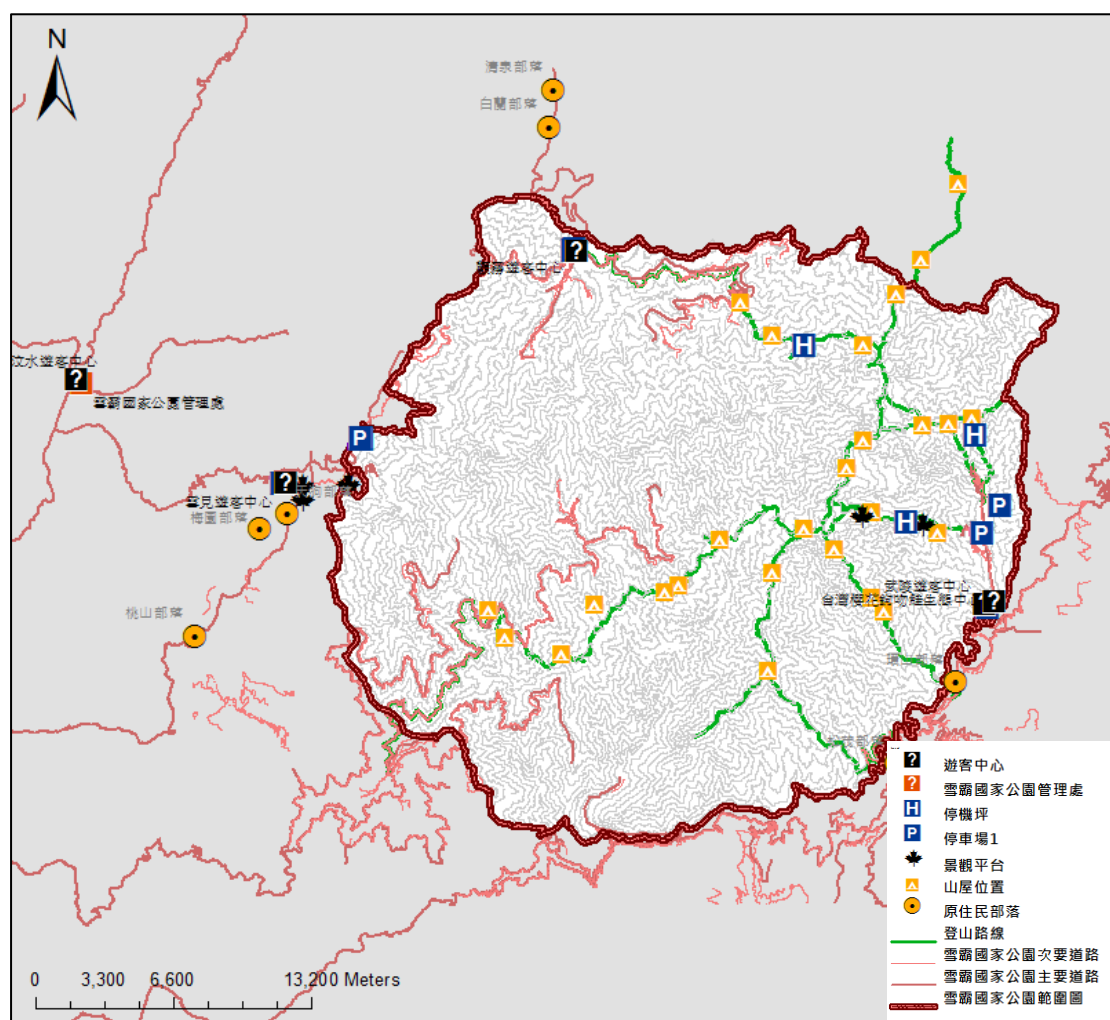 N
清泉部落
白蘭部落
觀霧遊客中心
汶水遊客中心
雪霸國家公園管理處
雪見遊客中心
梅園部落
桃山部落
武陵遊客中心
台灣櫻花鉤吻鮭生態中心
遊客中心
雪霸國家公園管理處
停機坪
停車場1
景觀平台
山屋位置
原住民部落
登山路線
雪霸國家公園次要道路
雪霸國家公園主要道路
雪霸國家公園範圍圖
0 3,300 6,600 13,200 Meters